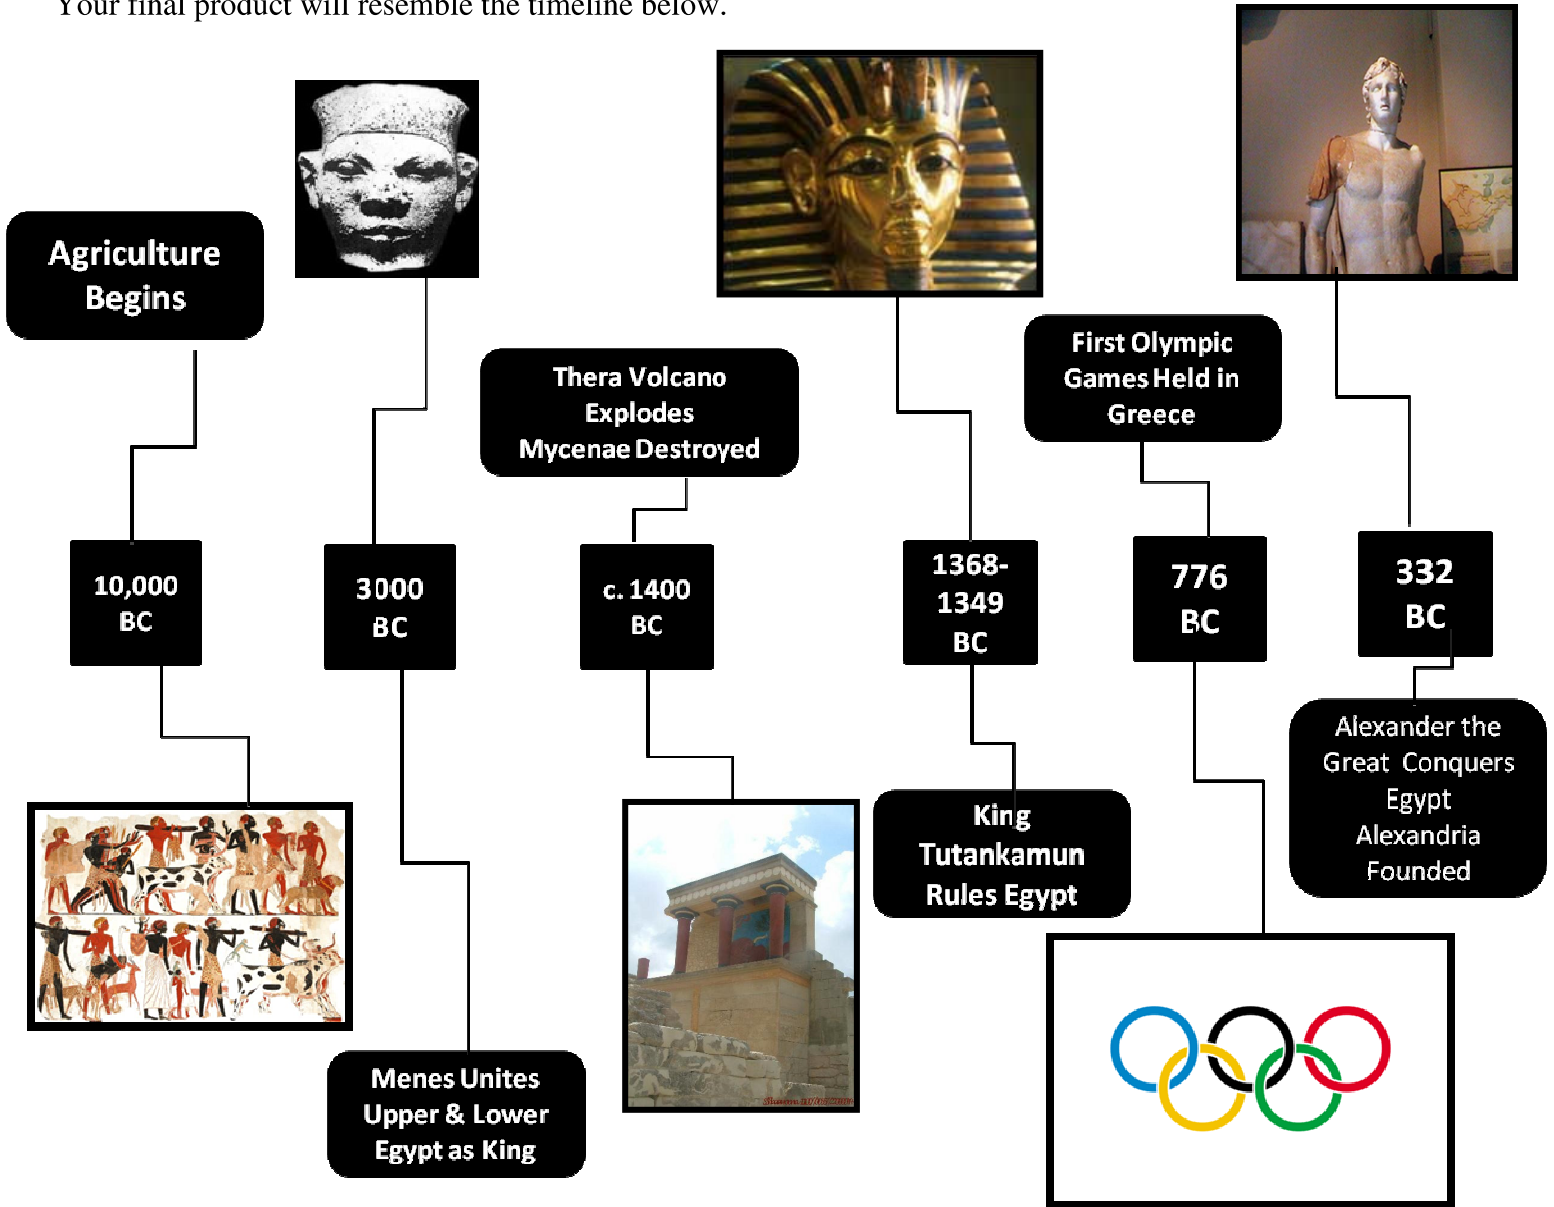 Your final product will resemble the timeline below.
Agriculture
Begins
Thera Volcano
Explodes
Mycenae Destroyed
First Olympic
Games Held in
Greece
10,000
BC
3000
BC
c. 1400
BC
1368-
1349
BC
776
BC
332
BC
Alexander the
Great Conquers
Egypt
Alexandria
Founded
King
Tutankamun
Rules Egypt
Menes Unites
Upper & Lower
Egypt as King